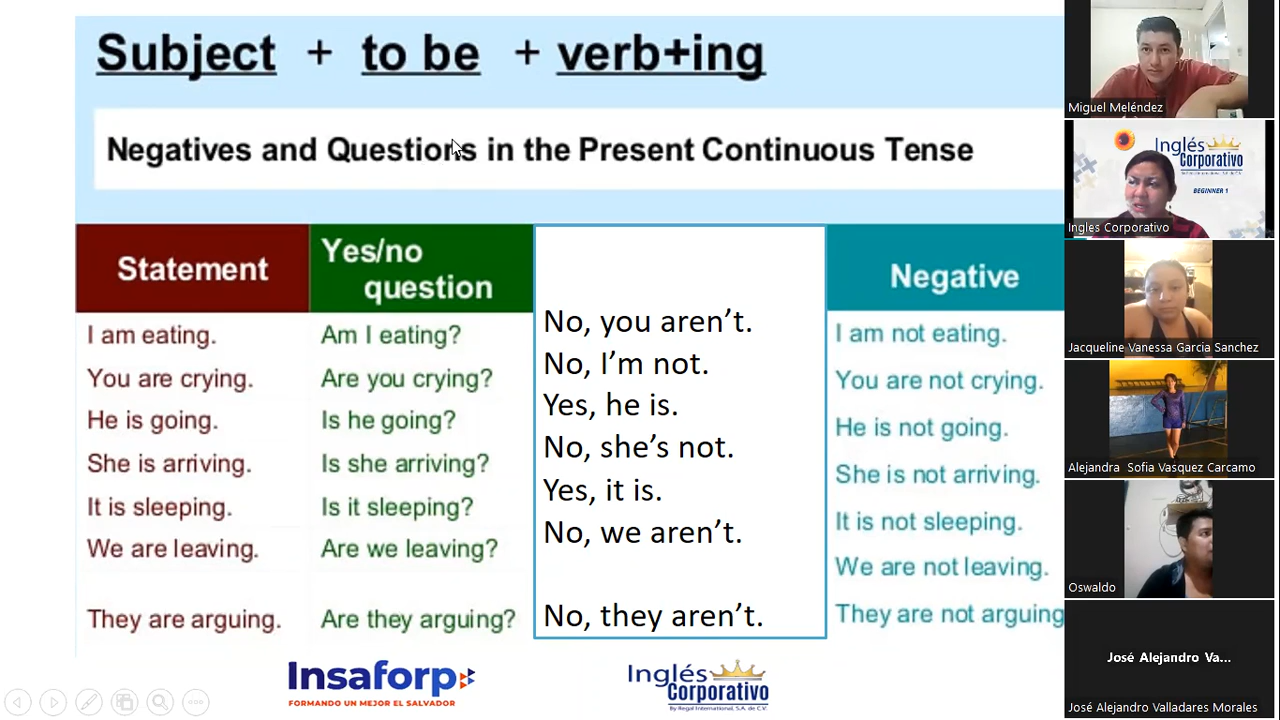 Subject + to be + verb+ing
Negatives and Questions in the Present Continuous Tense
Statement
I am eating.
You are crying.
He is going.
She is arriving.
It is sleeping.
We are leaving.
They are arguing.
Yes/no
question
Am I eating?
Are you crying?
Is he going?
Is she arriving?
Is it sleeping?
Are we leaving?
Are they arguing?
No, you aren’t.
No, I’m not.
Yes, he is.
No, she’s not.
Yes, it is.
No, we aren’t.
No, they aren’t.
Negative
I am not eating.
You are not crying.
He is not going.
She is not arriving.
It is not sleeping.
We are not leaving.
They are not arguing
Insaforp
FORMANDO UN MEJOR EL SALVADOR
Inglés
Corporativo
By Regal International, S.A. de C.V.
Miguel Meléndez
Inglés
Corporativo
BEGINNER 1
Ingles Corporativo
Jacqueline Vanessa Garcia Sanchez
Alejandra Sofia Vasquez Carcamo
Oswaldo
José Alejandro Va...
José Alejandro Valladares Morales